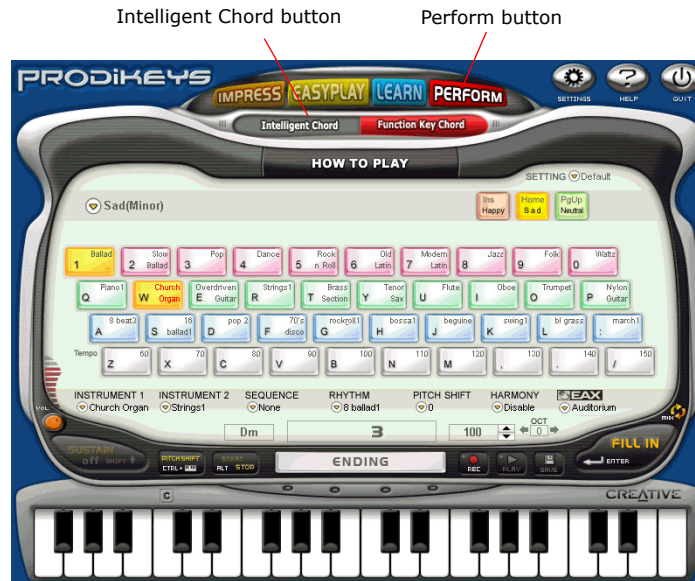 Intelligent Chord button Perform button
PRODiKEYS
IMPRESS EASYPLAY LEARN PERFORM
SETTINGS HELP QUIT
Intelligent Chord Function Key Chord
HOW TO PLAY
SETTING Default
Sad(Minor)
Ins Home PgUp
Happy Sad Neutral
Ballad Slow Pop Dance Rock Old Modern Jazz Folk Waltz
1 2 Ballad 3 4 5 n Roll 6 Latin 7 Latin 8 9 0
Piano1 Church Overdriven Strings1 Brass Tenor Flute Oboe Trumpet Nylon
Q W Organ E Guitar R T Section Y Sax U I O P Guitar
8 beat3 16 pop 2 70's rockroll1 bossa1 beguine swing1 bl grass march1
A S ballad1 D F disco G H J K L :
Tempo 60 70 80 90 100 110 120 130 140 150
Z X C V B N M , . /
INSTRUMENT 1 INSTRUMENT 2 SEQUENCE RHYTHM PITCH SHIFT HARMONY EAX
Church Organ Strings1 None 8 ballad1 0 Disable Auditorium
VOL MIX
Dm 3 100 OCT 0
SUSTAIN
off SHIFT
PITCHSHIFT
CTRL +
START
ALT STOP
ENDING
REC PLAY SAVE
FILL IN
ENTER
C
CREATIVE